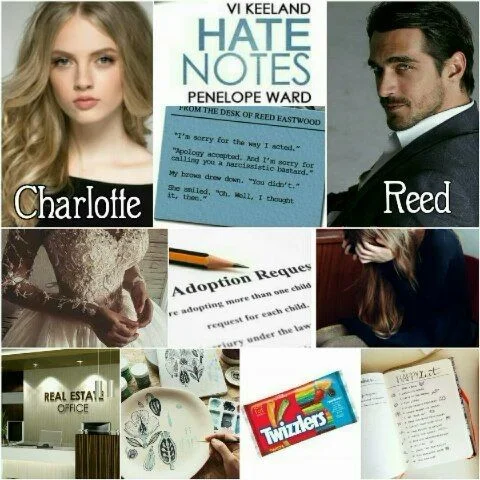 VI KEELAND
HATE
NOTES
PENELOPE WARD
FROM THE DESK OF REED EASTWOOD
"I'm sorry for the way I acted."
"Apology accepted. And I'm sorry for
calling you a narcissistic bastard."
My brows drew down. "You didn't."
She smiled. "Oh. Well, I thought
it, then."
Charlotte
Reed
Adoption Reques
re adopting more than one child
request for each child.
rjury under the law
REAL ESTATE
OFFICE
Twizzlers